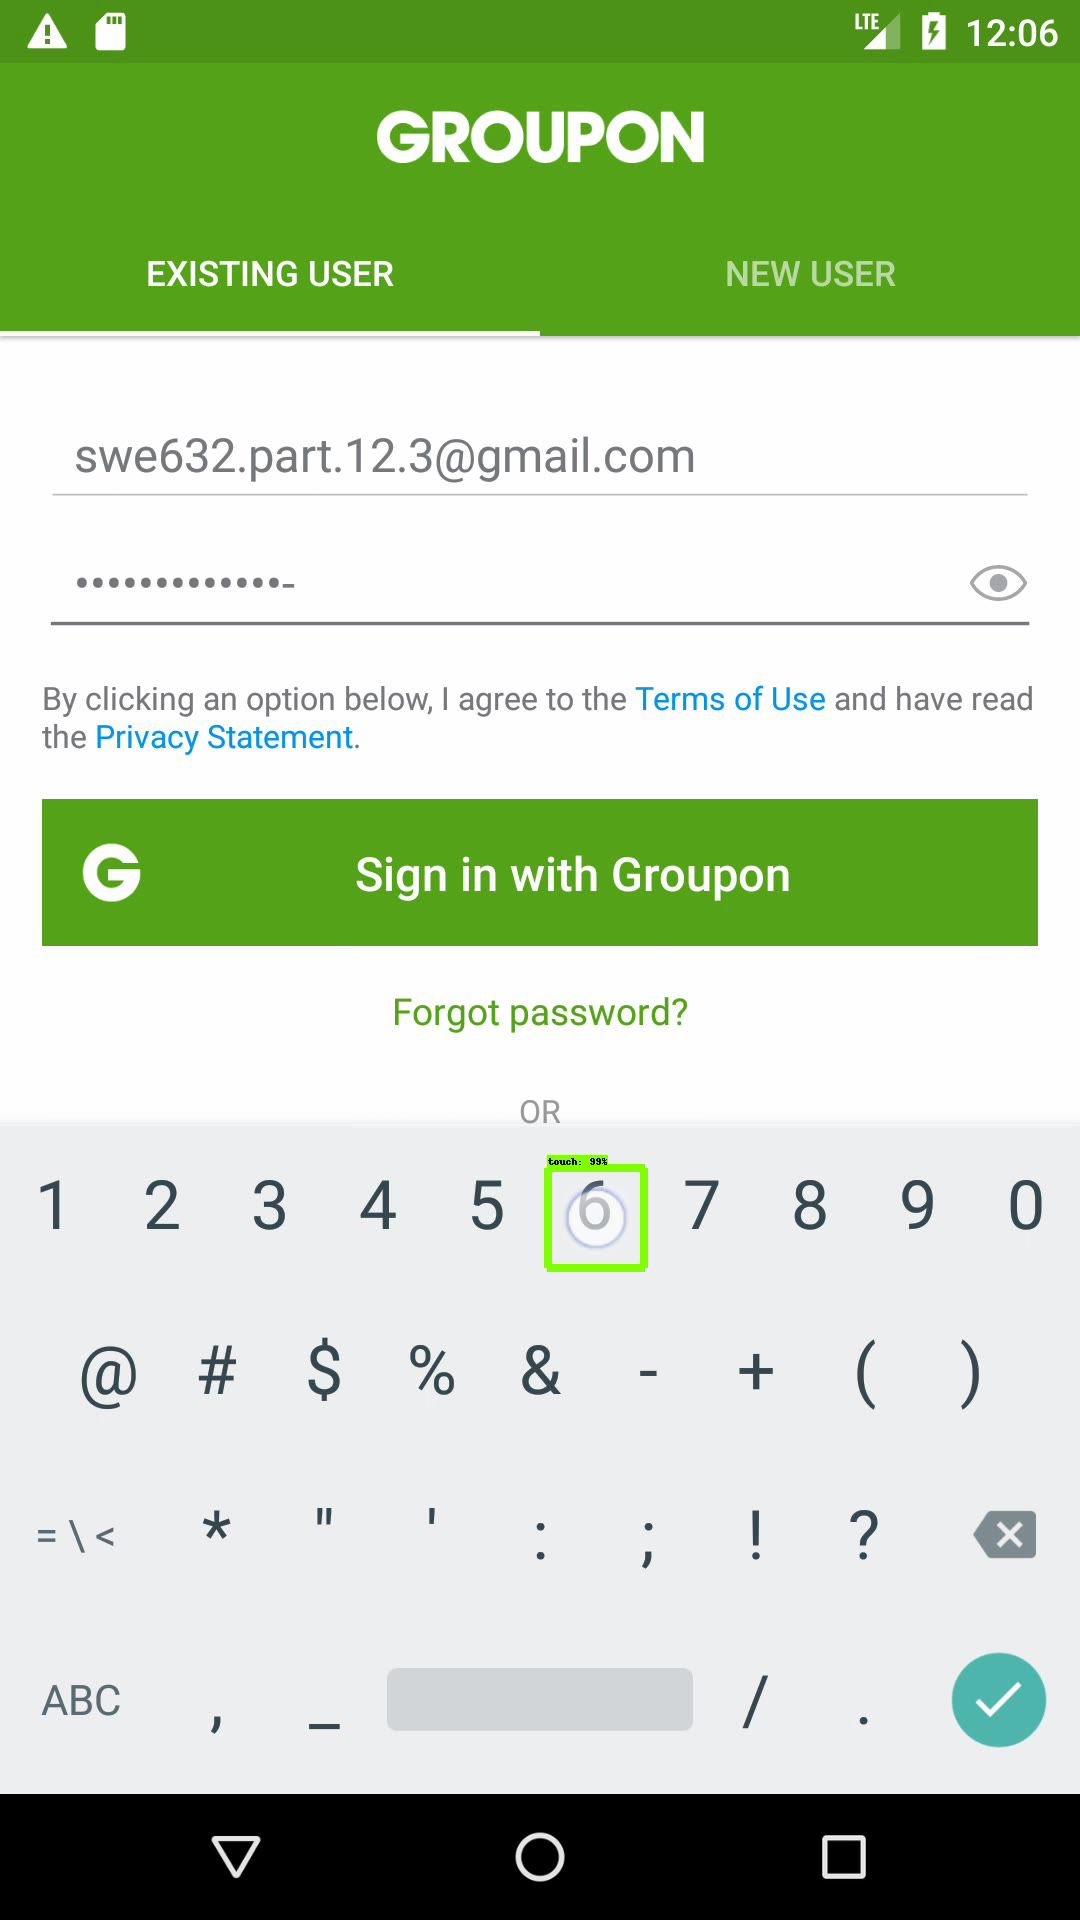 LTE 12:06
GROUPON
EXISTING USER NEW USER
swe632.part.12.3@gmail.com
•••••••••••••-
By clicking an option below, I agree to the Terms of Use and have read
the Privacy Statement.
G Sign in with Groupon
Forgot password?
OR
touch: 99%
1 2 3 4 5 6 7 8 9 0
@ # $ % & - + ( )
= \ < * " ' : ; ! ?
ABC , _ / .